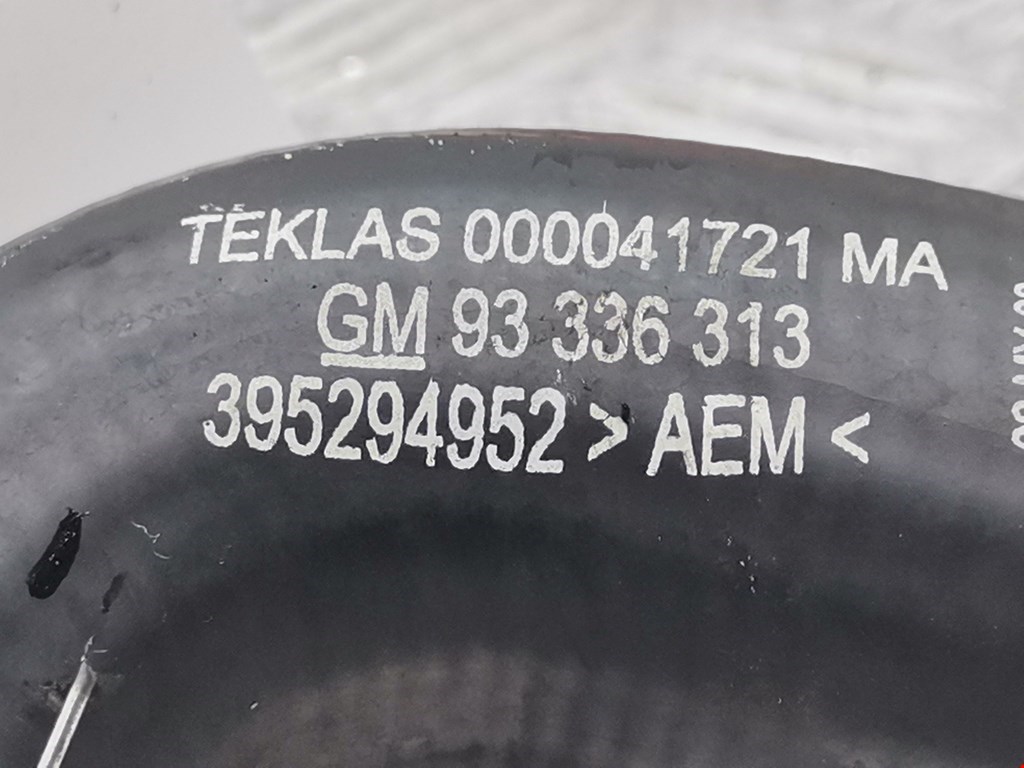 TEKLAS 000041721 MA
GM 93 336 313
395294952 > AEM <